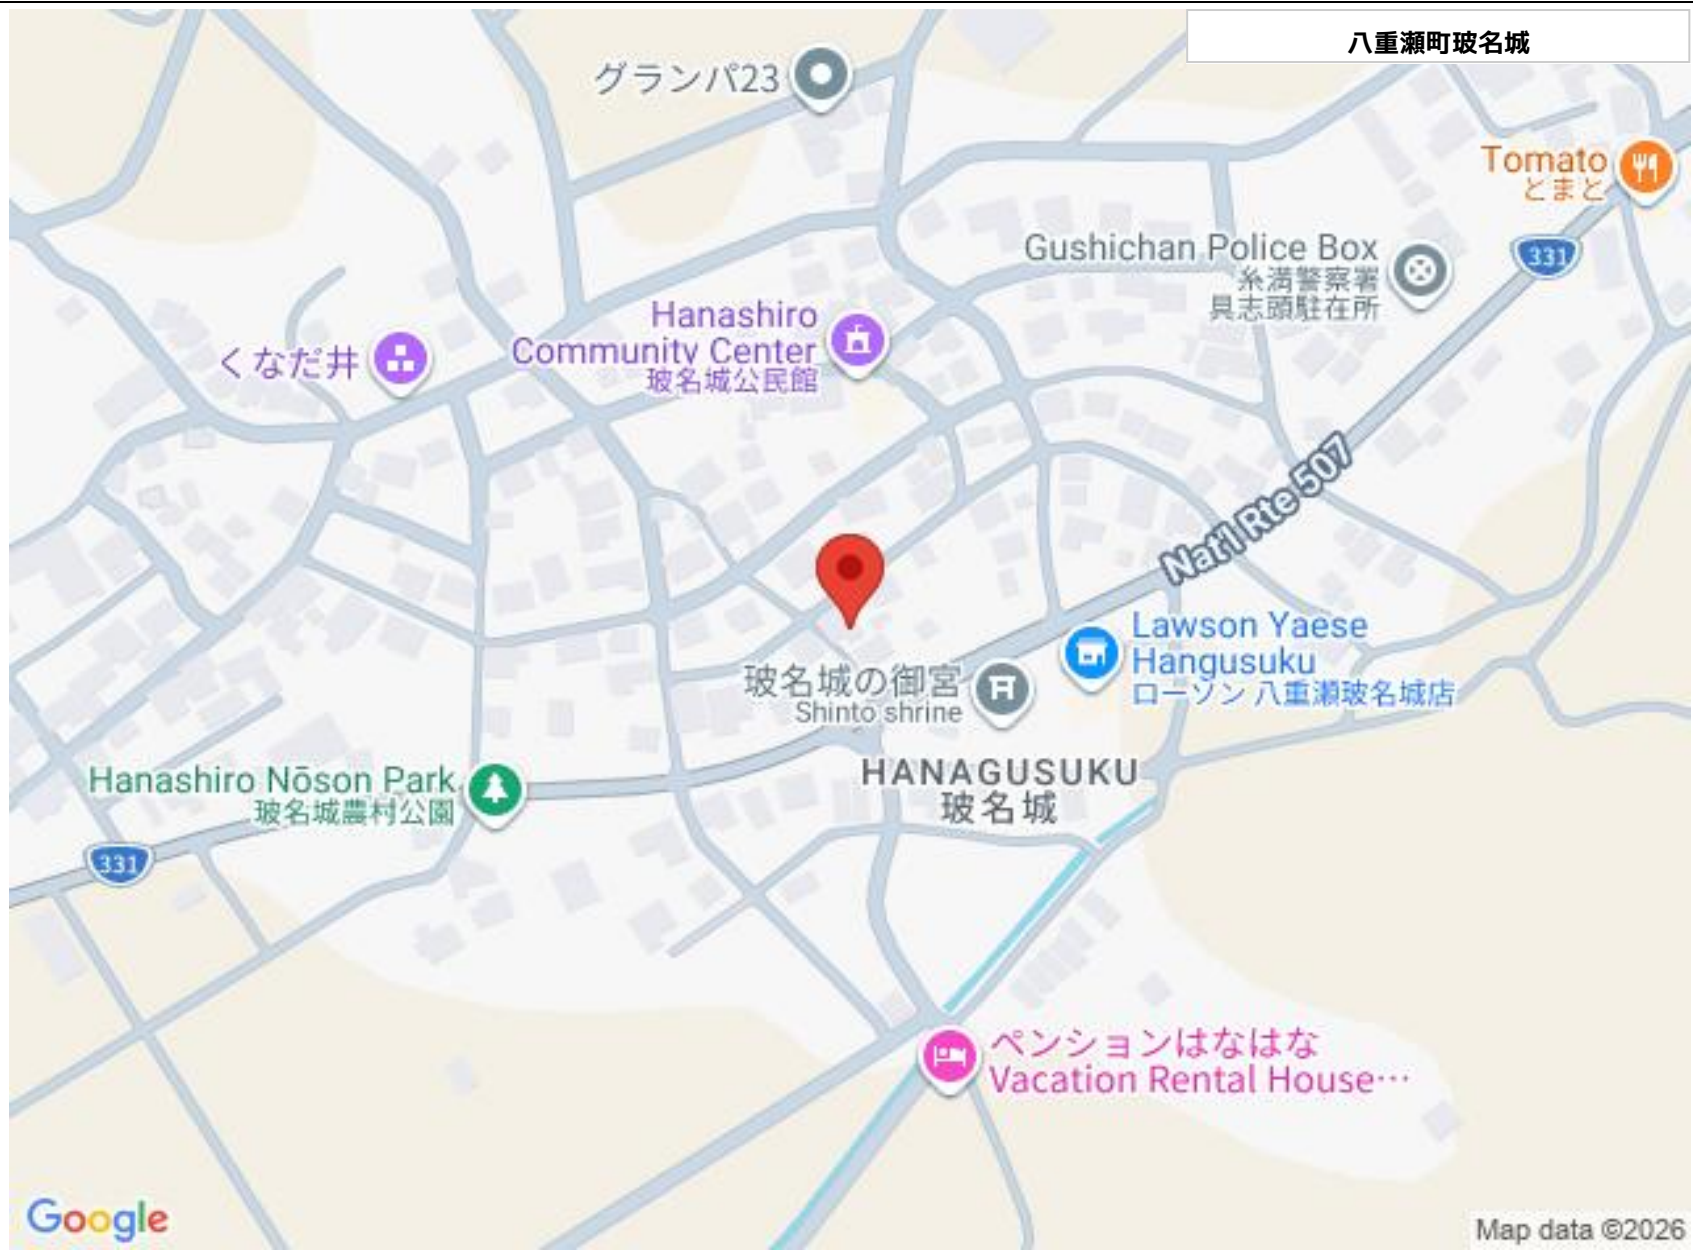 八重瀬町玻名城
グランパ23
Tomato
とまと
Gushichan Police Box
糸満警察署
具志頭駐在所
331
Hanashiro
Community Center
玻名城公民館
くなだ井
Nat'l Rte 507
Lawson Yaese
Hangusuku
ローソン 八重瀬玻名城店
玻名城の御宮
Shinto shrine
HANAGUSUKU
玻名城
Hanashiro Nōson Park
玻名城農村公園
331
ペンションはなはな
Vacation Rental House…
Google
Map data ©2026